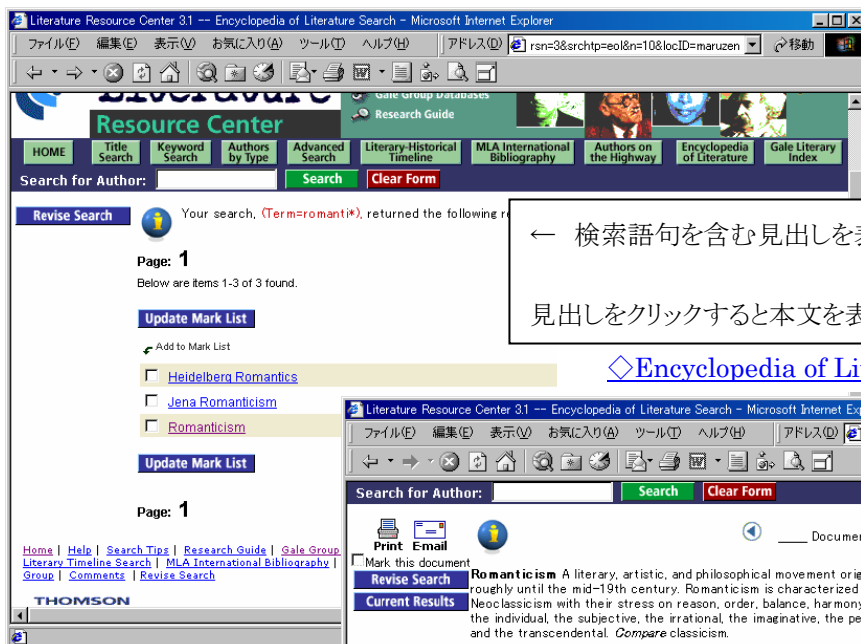 Literature Resource Center 3.1 -- Encyclopedia of Literature Search - Microsoft Internet Explorer
ファイル(F) 編集(E) 表示(V) お気に入り(A) ツール(T) ヘルプ(H) アドレス(D) rsn=3&srchtp=eol&n=10&locID=maruzen 移動
Resource Center
Gale Group Databases
Research Guide
HOME Title Search Keyword Search Authors by Type Advanced Search Literary-Historical Timeline MLA International Bibliography Authors on the Highway Encyclopedia of Literature Gale Literary Index
Search for Author: Search Clear Form
Revise Search
Your search, (Term=romanti*), returned the following
← 検索語句を含む見出しを
見出しをクリックすると本文を
Page: 1
Below are items 1-3 of 3 found.
Update Mark List
Add to Mark List
Heidelberg Romantics
Jena Romanticism
Romanticism
Update Mark List
Page: 1
◇Encyclopedia of
Home | Help | Search Tips | Research Guide | Gale Group
Literary Timeline Search | MLA International Bibliography |
Group | Comments | Revise Search
THOMSON
Literature Resource Center 3.1 -- Encyclopedia of Literature Search - Microsoft Internet
ファイル(F) 編集(E) 表示(V) お気に入り(A) ツール(T) ヘルプ(H) アドレス(D)
Search for Author: Search Clear Form
Print E-mail
Mark this document
Revise Search
Current Results
Romanticism A literary, artistic, and philosophical movement
roughly until the mid-19th century. Romanticism is characterized
Neoclassicism with their stress on reason, order, balance, harmony
the individual, the subjective, the irrational, the imaginative, the
and the transcendental. Compare classicism.